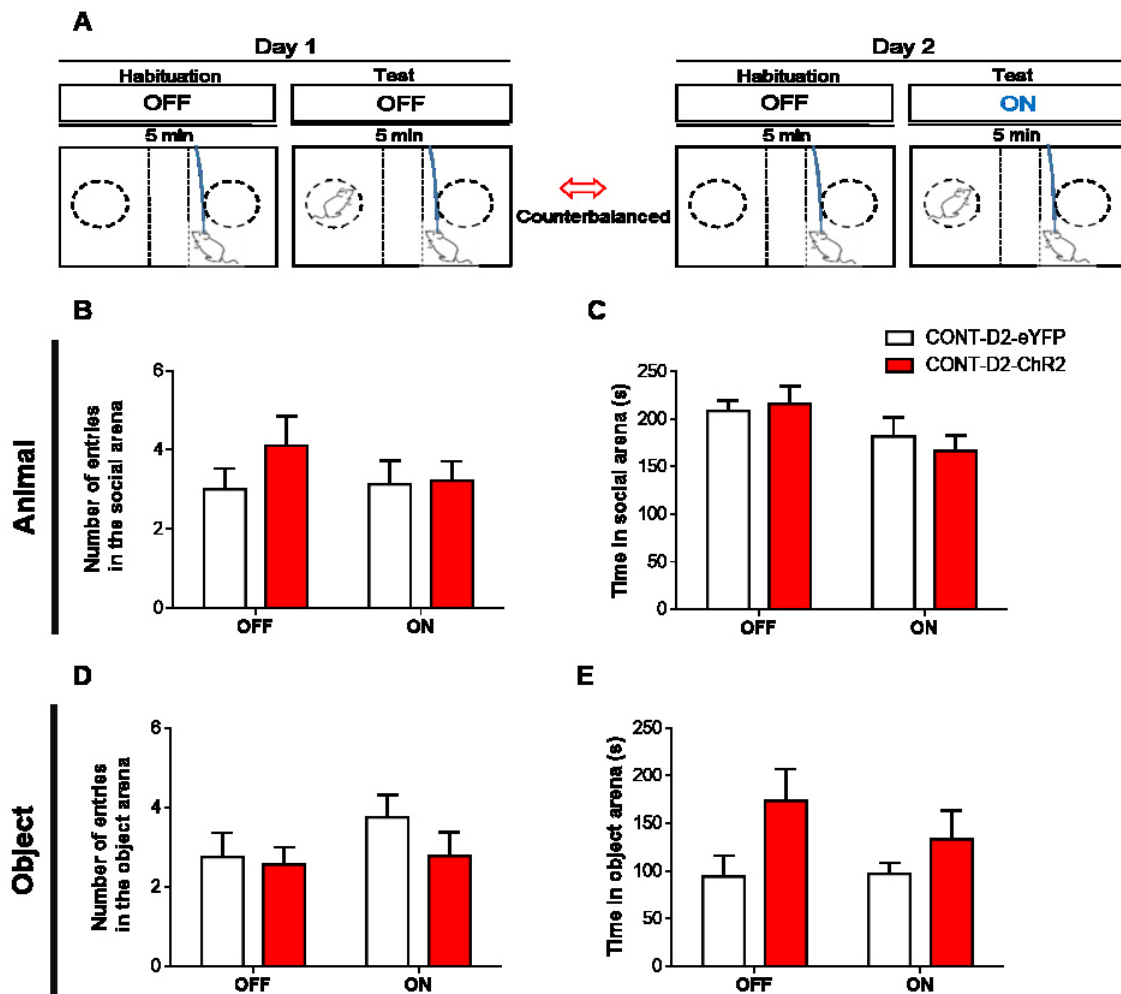 A
Day 1
Day 2
Habituation
Test
Habituation
Test
OFF
OFF
OFF
ON
5 min
5 min
5 min
5 min
Counterbalanced
B
C
CONT-D2-eYFP
CONT-D2-ChR2
Animal
Number of entries
in the social arena
6
4
2
0
OFF
ON
Time in social arena (s)
250
200
150
100
50
0
OFF
ON
D
E
Object
Number of entries
in the object arena
6
4
2
0
OFF
ON
Time in object arena (s)
250
200
150
100
50
0
OFF
ON